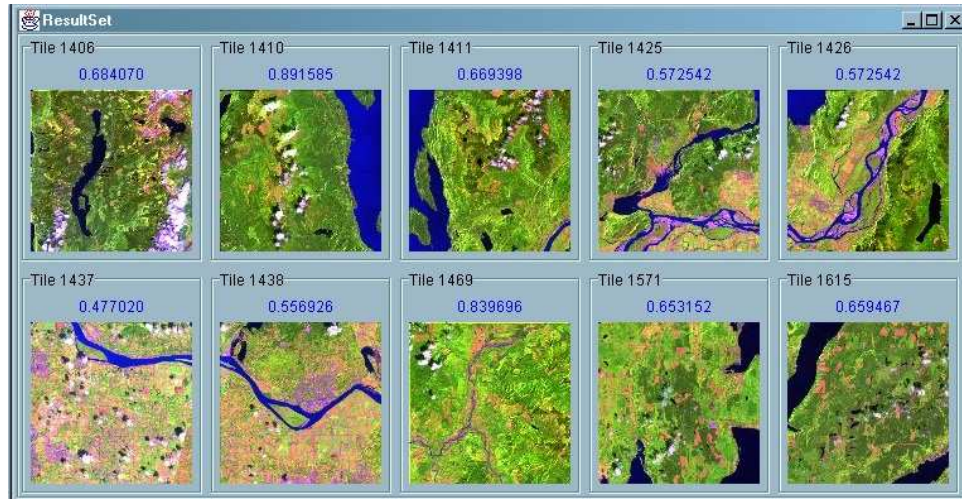 ResultSet
Tile 1406 Tile 1410 Tile 1411 Tile 1425 Tile 1426
0.684070 0.891585 0.669398 0.572542 0.572542
Tile 1437 Tile 1438 Tile 1469 Tile 1571 Tile 1615
0.477020 0.556926 0.839696 0.653152 0.659467